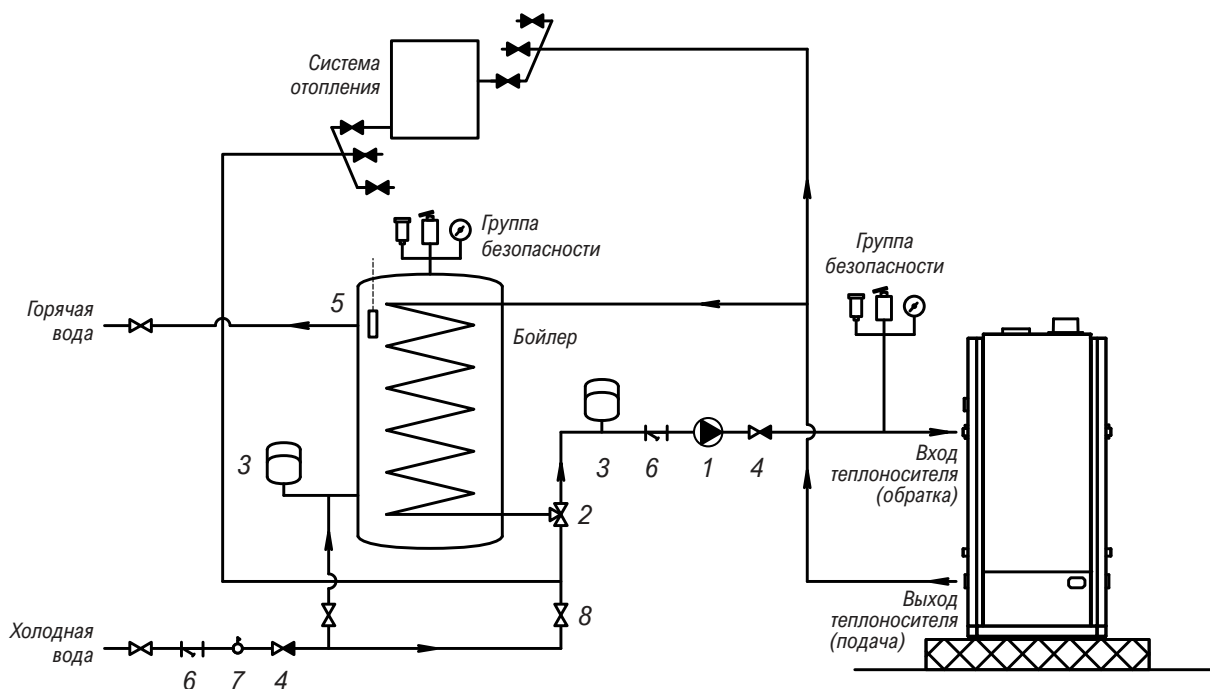 Система
отопления
Группа
безопасности
Группа
безопасности
5
Горячая
вода
Бойлер
3
3
6
1
4
Вход
теплоносителя
(обратка)
2
8
Выход
теплоносителя
(подача)
Холодная
вода
6
7
4